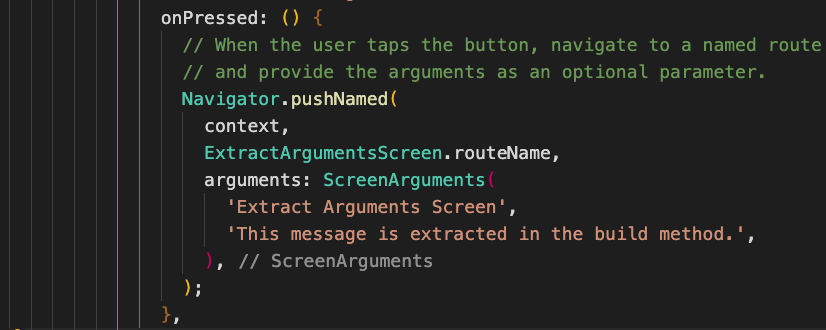 onPressed: () {
// When the user taps the button, navigate to a named route
// and provide the arguments as an optional parameter.
Navigator.pushNamed(
context,
ExtractArgumentsScreen.routeName,
arguments: ScreenArguments(
'Extract Arguments Screen',
'This message is extracted in the build method.',
), // ScreenArguments
);
},